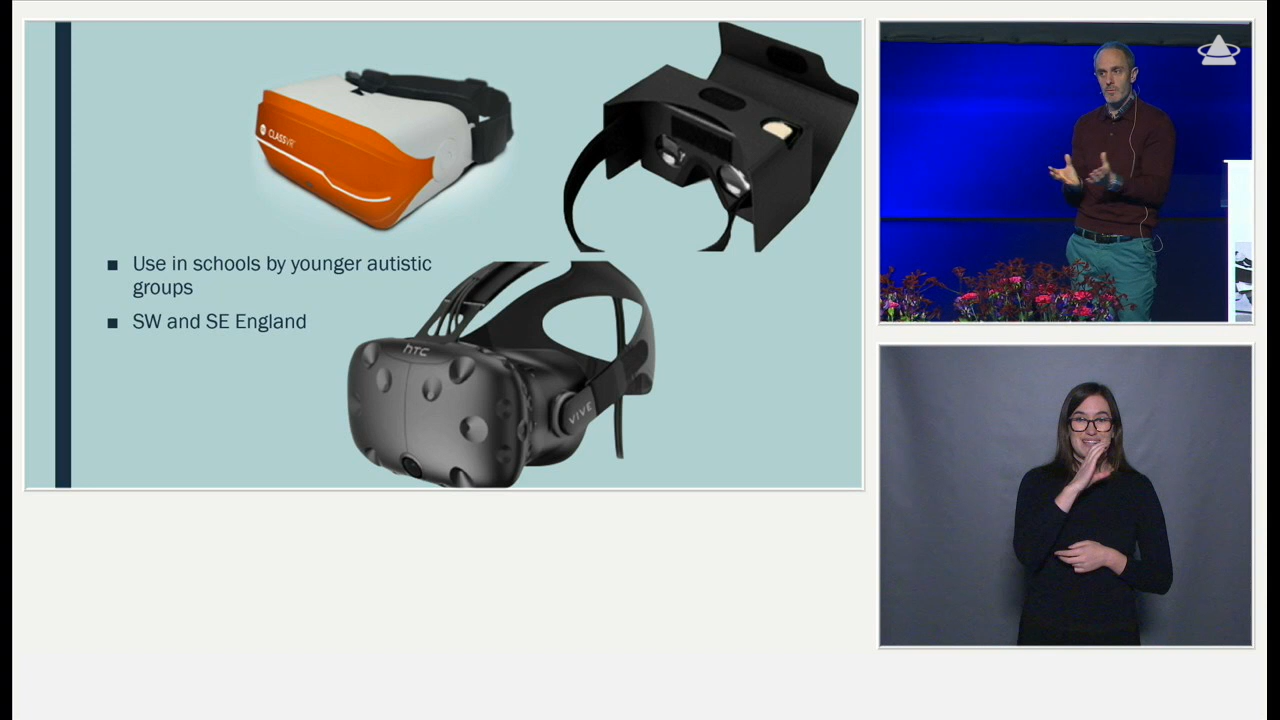 CLASSVR
■ Use in schools by younger autistic
groups
■ SW and SE England
hTC
VIVE